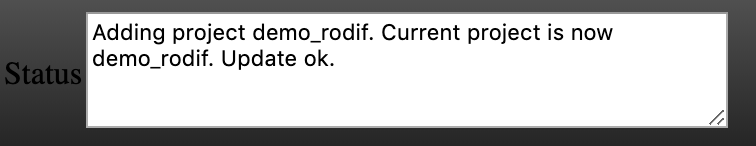 Status
Adding project demo_rodif. Current project is now
demo_rodif. Update ok.